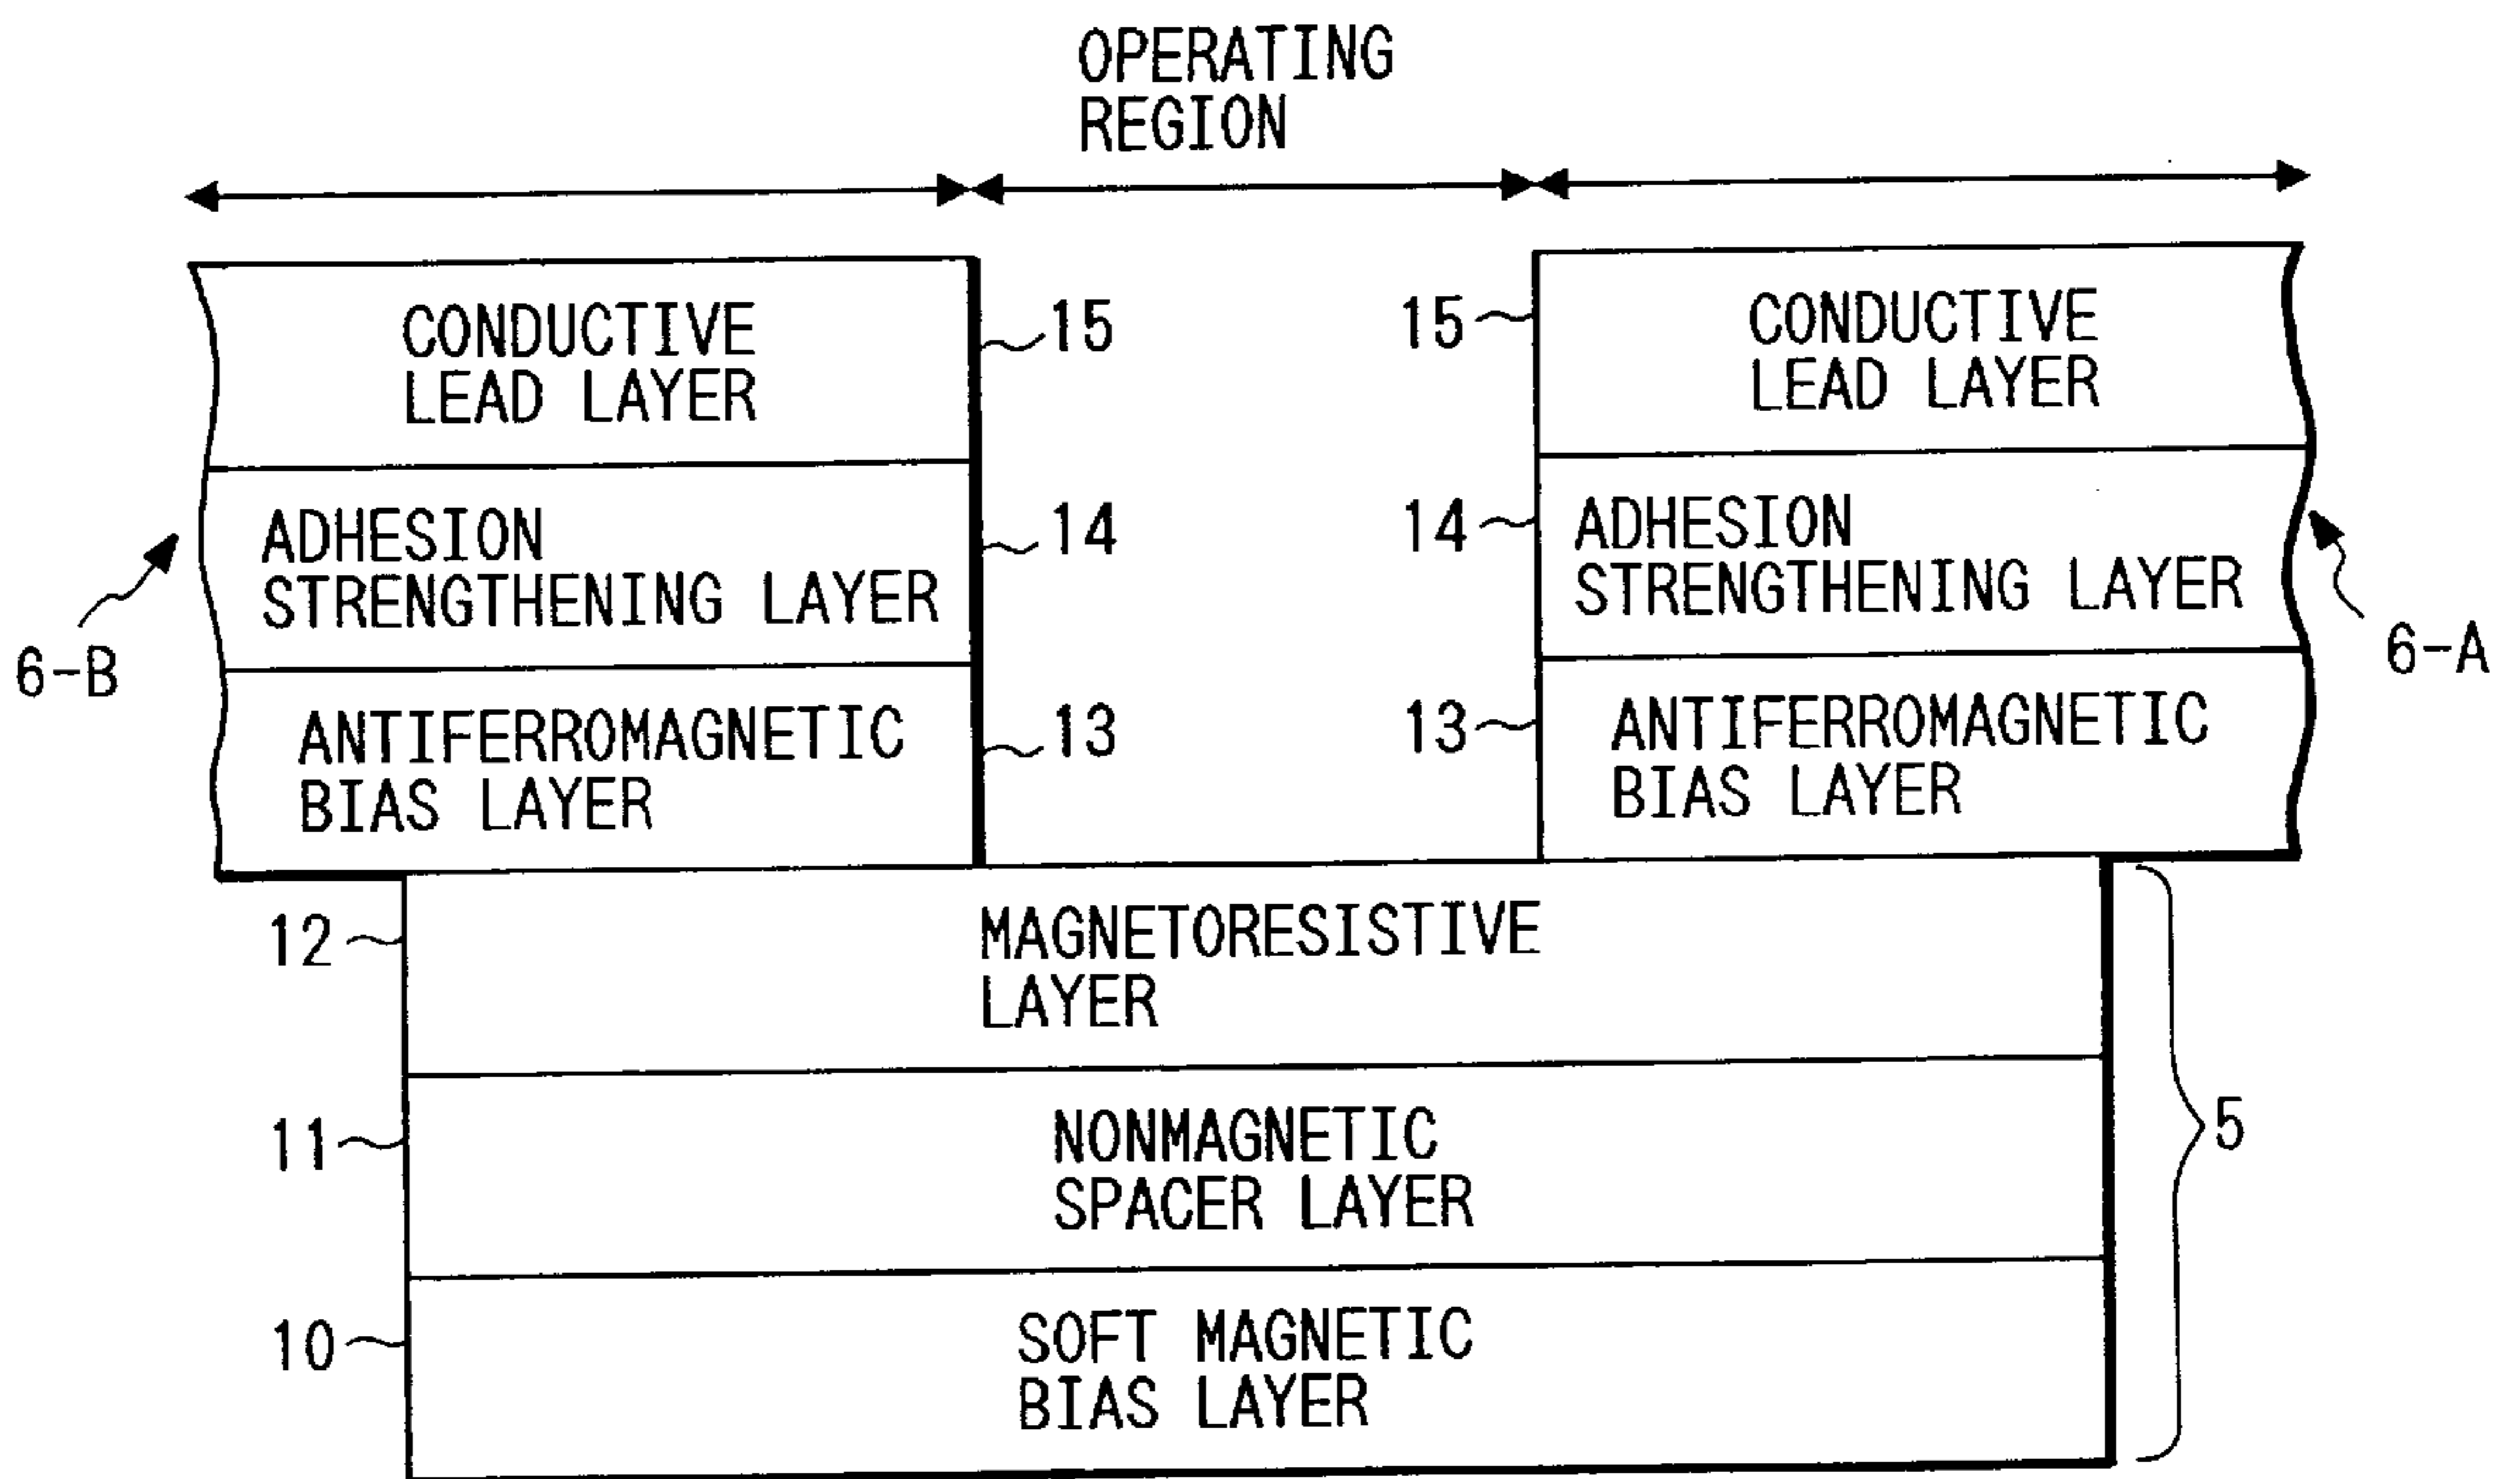 OPERATING
REGION
CONDUCTIVE
LEAD LAYER
15
15
CONDUCTIVE
LEAD LAYER
ADHESION
STRENGTHENING LAYER
14
14
ADHESION
STRENGTHENING LAYER
6-B
6-A
ANTIFERROMAGNETIC
BIAS LAYER
13
13
ANTIFERROMAGNETIC
BIAS LAYER
12
MAGNETORESISTIVE
LAYER
11
NONMAGNETIC
SPACER LAYER
5
10
SOFT MAGNETIC
BIAS LAYER